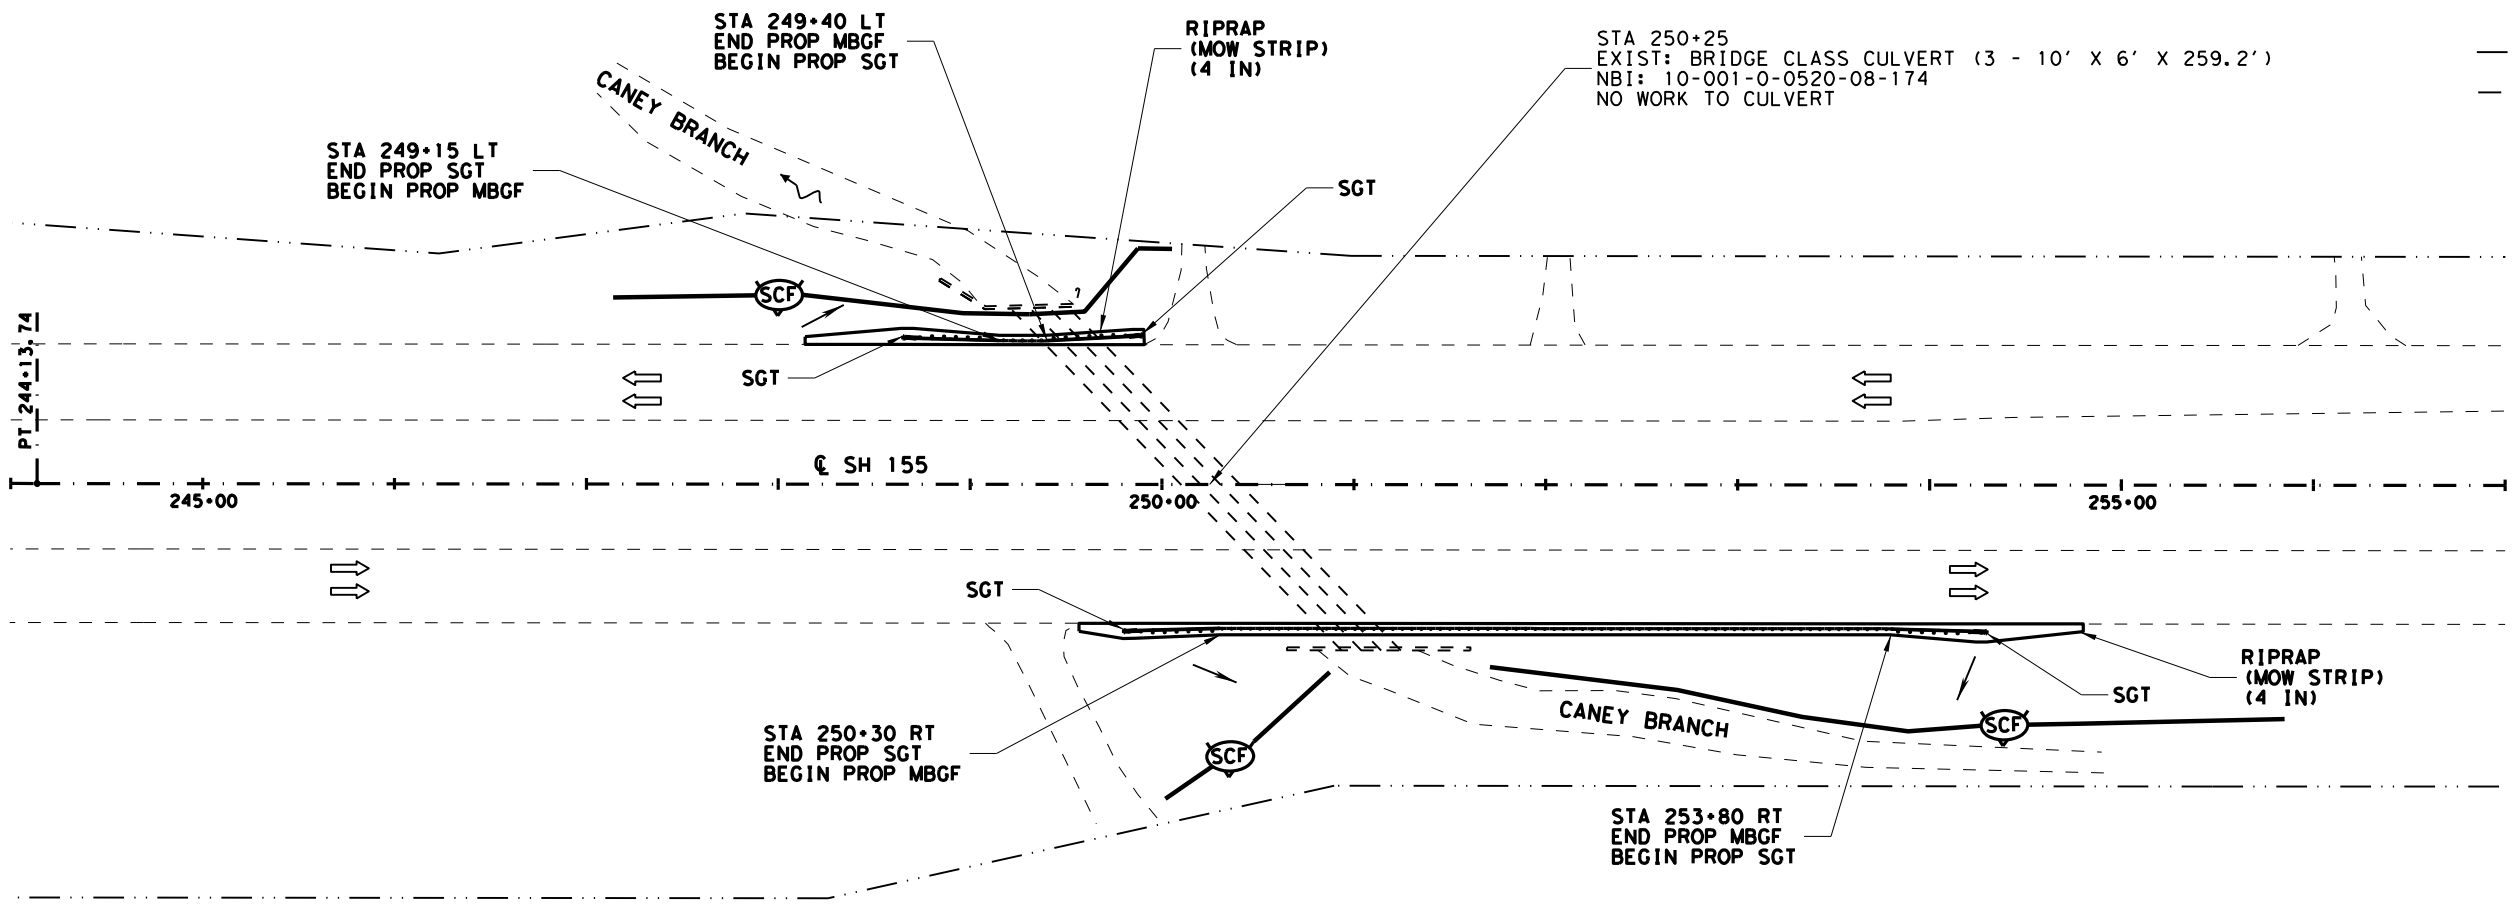 STA 249+40 LT
END PROP MBGF
BEGIN PROP SGT
RIPRAP
(MOW STRIP)
(4 IN)
STA 250+25
EXIST: BRIDGE CLASS CULVERT (3 - 10' X 6' X 259.2')
NBI: 10-001-0-0520-08-174
NO WORK TO CULVERT
CANEY BRANCH
STA 249+15 LT
END PROP SGT
BEGIN PROP MBGF
SGT
SCF
PT 244+13.74
SGT
℄ SH 155
245+00
250+00
255+00
SGT
RIPRAP
(MOW STRIP)
(4 IN)
SGT
CANEY BRANCH
SCF
STA 250+30 RT
END PROP SGT
BEGIN PROP MBGF
SCF
STA 253+80 RT
END PROP MBGF
BEGIN PROP SGT